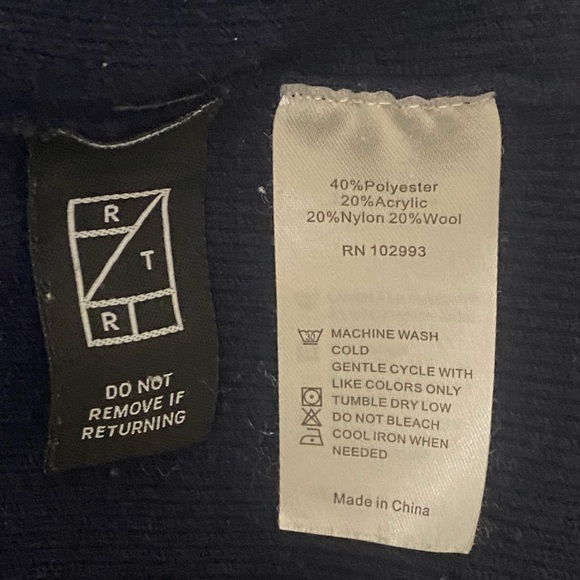 R
T
R
DO NOT
REMOVE IF
RETURNING
40%Polyester
20%Acrylic
20%Nylon 20%Wool
RN 102993
MACHINE WASH
COLD
GENTLE CYCLE WITH
LIKE COLORS ONLY
TUMBLE DRY LOW
DO NOT BLEACH
COOL IRON WHEN
NEEDED
Made in China